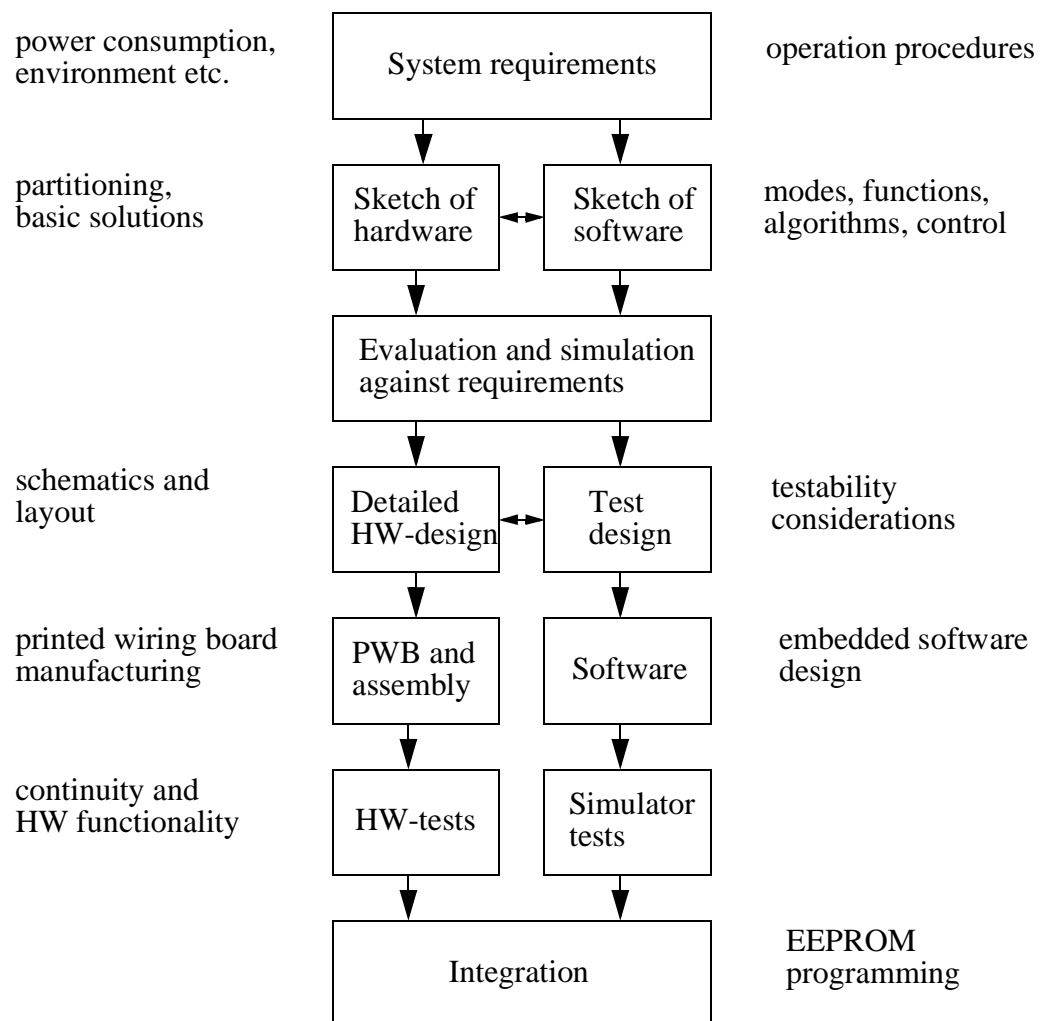 power consumption,
environment etc.
System requirements
operation procedures
partitioning,
basic solutions
Sketch of
hardware
Sketch of
software
modes, functions,
algorithms, control
Evaluation and simulation
against requirements
schematics and
layout
Detailed
HW-design
Test
design
testability
considerations
printed wiring board
manufacturing
PWB and
assembly
Software
embedded software
design
continuity and
HW functionality
HW-tests
Simulator
tests
Integration
EEPROM
programming